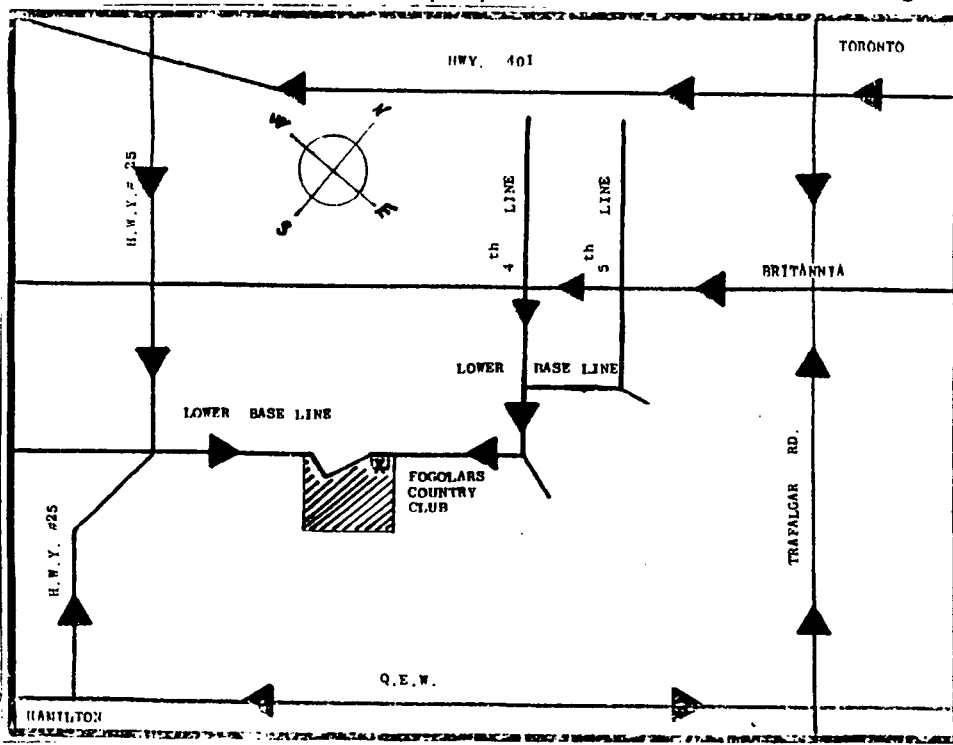 TORONTO
HWY. 401
N
W
S
E
H.W.Y.# 25
4th LINE
5th LINE
BRITANNIA
LOWER BASE LINE
LOWER BASE LINE
FOGOLARS
COUNTRY
CLUB
TRAFALGAR RD.
H.W.Y. #25
Q.E.W.
HAMILTON